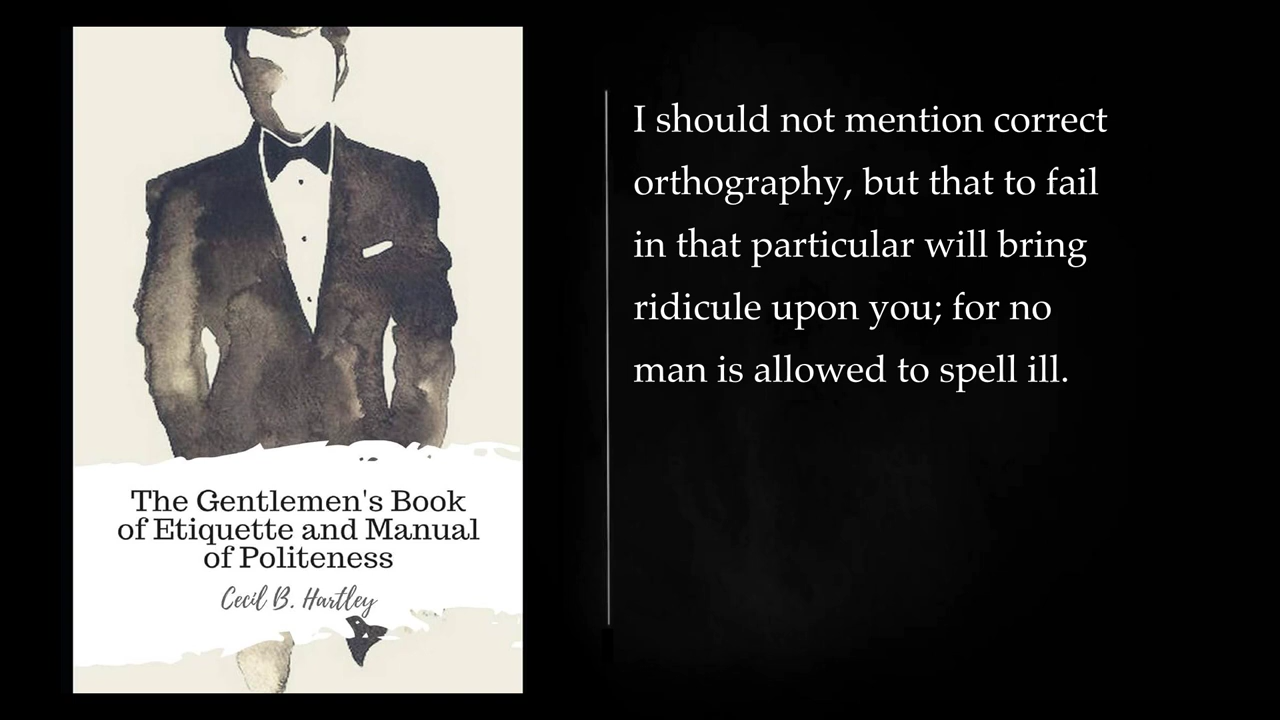 The Gentlemen's Book
of Etiquette and Manual
of Politeness
Cecil B. Hartley
I should not mention correct
orthography, but that to fail
in that particular will bring
ridicule upon you; for no
man is allowed to spell ill.